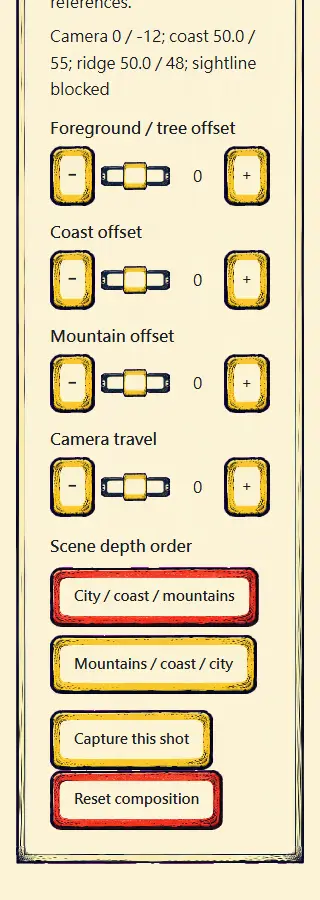 references.
Camera 0 / -12; coast 50.0 /
55; ridge 50.0 / 48; sightline
blocked
Foreground / tree offset
− 0 +
Coast offset
− 0 +
Mountain offset
− 0 +
Camera travel
− 0 +
Scene depth order
City / coast / mountains
Mountains / coast / city
Capture this shot
Reset composition